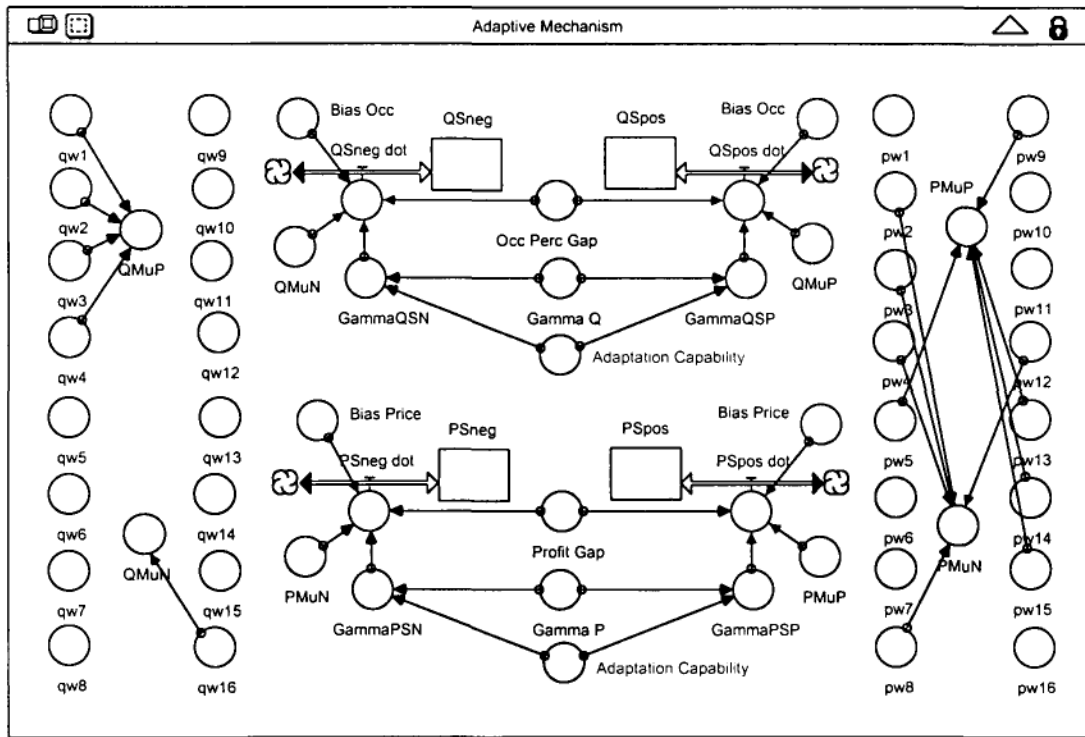 Adaptive Mechanism
qw1
qw2
qw3
qw4
qw5
qw6
qw7
qw8
QMuP
QMuN
qw9
qw10
qw11
qw12
qw13
qw14
qw15
qw16
Bias Occ
QSneg
QSpos
Bias Occ
QSneg dot
QSpos dot
Occ Perc Gap
QMuN
QMuP
GammaQSN
Gamma Q
GammaQSP
Adaptation Capability
Bias Price
PSneg
PSpos
Bias Price
PSneg dot
PSpos dot
Profit Gap
PMuN
PMuP
GammaPSN
Gamma P
GammaPSP
Adaptation Capability
pw1
pw2
pw3
pw4
pw5
pw6
pw7
pw8
PMuP
PMuN
pw9
pw10
pw11
pw12
pw13
pw14
pw15
pw16